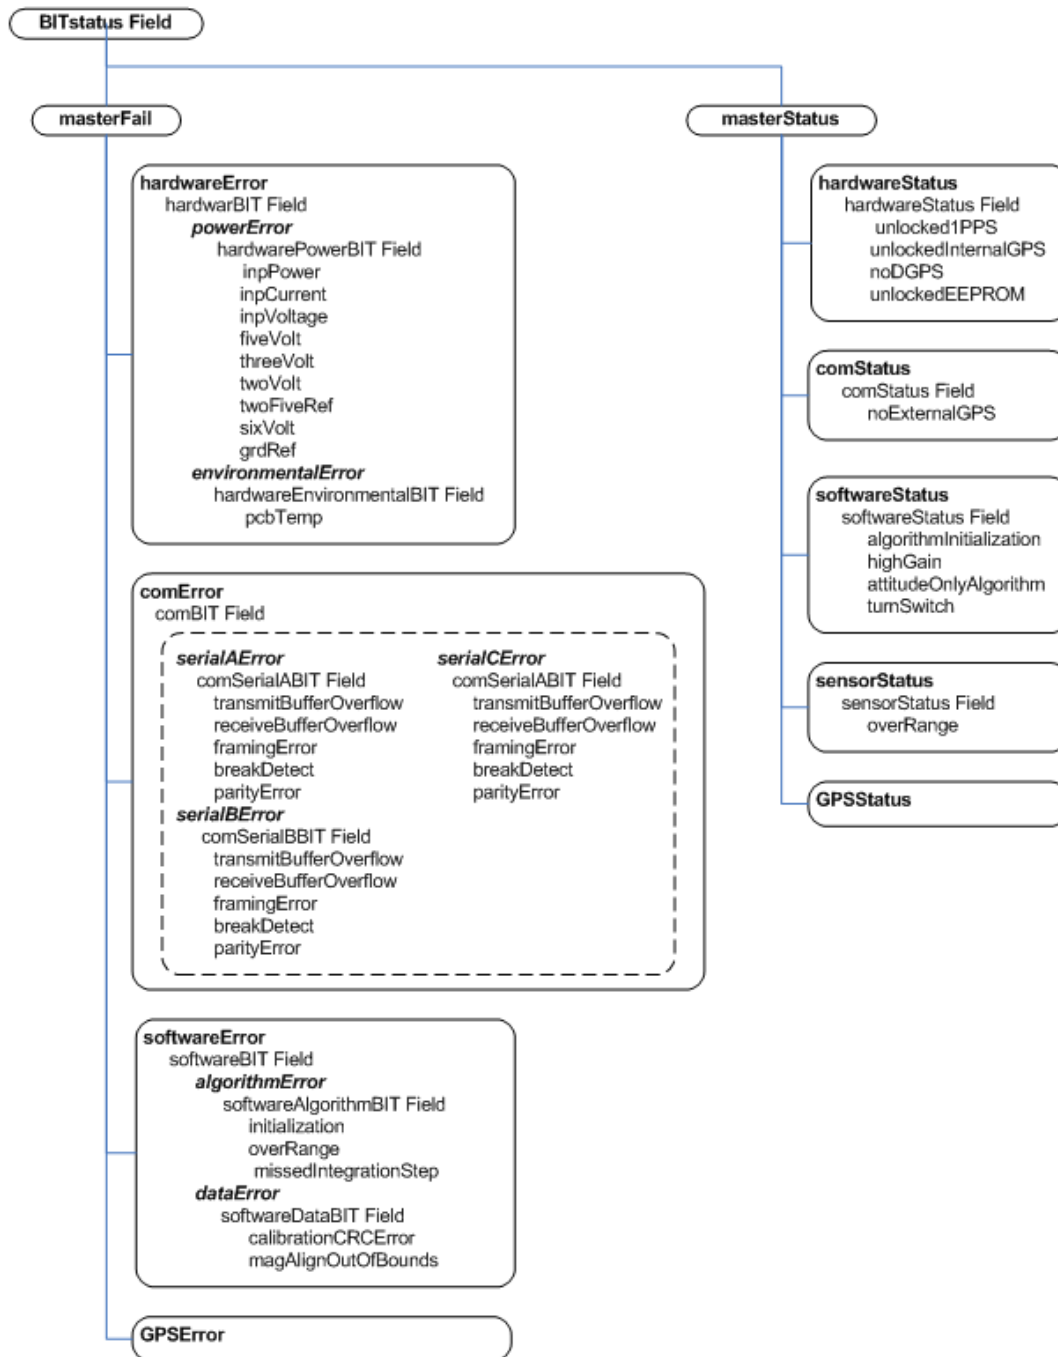 BITstatus Field
masterFail
hardwareError
hardwarBIT Field
powerError
hardwarePowerBIT Field
inpPower
inpCurrent
inpVoltage
fiveVolt
threeVolt
twoVolt
twoFiveRef
sixVolt
grdRef
environmentalError
hardwareEnvironmentalBIT Field
pcbTemp
comError
comBIT Field
serialAError
comSerialABIT Field
transmitBufferOverflow
receiveBufferOverflow
framingError
breakDetect
parityError
serialBError
comSerialBBIT Field
transmitBufferOverflow
receiveBufferOverflow
framingError
breakDetect
parityError
serialCError
comSerialABIT Field
transmitBufferOverflow
receiveBufferOverflow
framingError
breakDetect
parityError
softwareError
softwareBIT Field
algorithmError
softwareAlgorithmBIT Field
initialization
overRange
missedIntegrationStep
dataError
softwareDataBIT Field
calibrationCRCError
magAlignOutOfBounds
GPSError
masterStatus
hardwareStatus
hardwareStatus Field
unlocked1PPS
unlockedInternalGPS
noDGPS
unlockedEEPROM
comStatus
comStatus Field
noExternalGPS
softwareStatus
softwareStatus Field
algorithmInitialization
highGain
attitudeOnlyAlgorithm
turnSwitch
sensorStatus
sensorStatus Field
overRange
GPSStatus